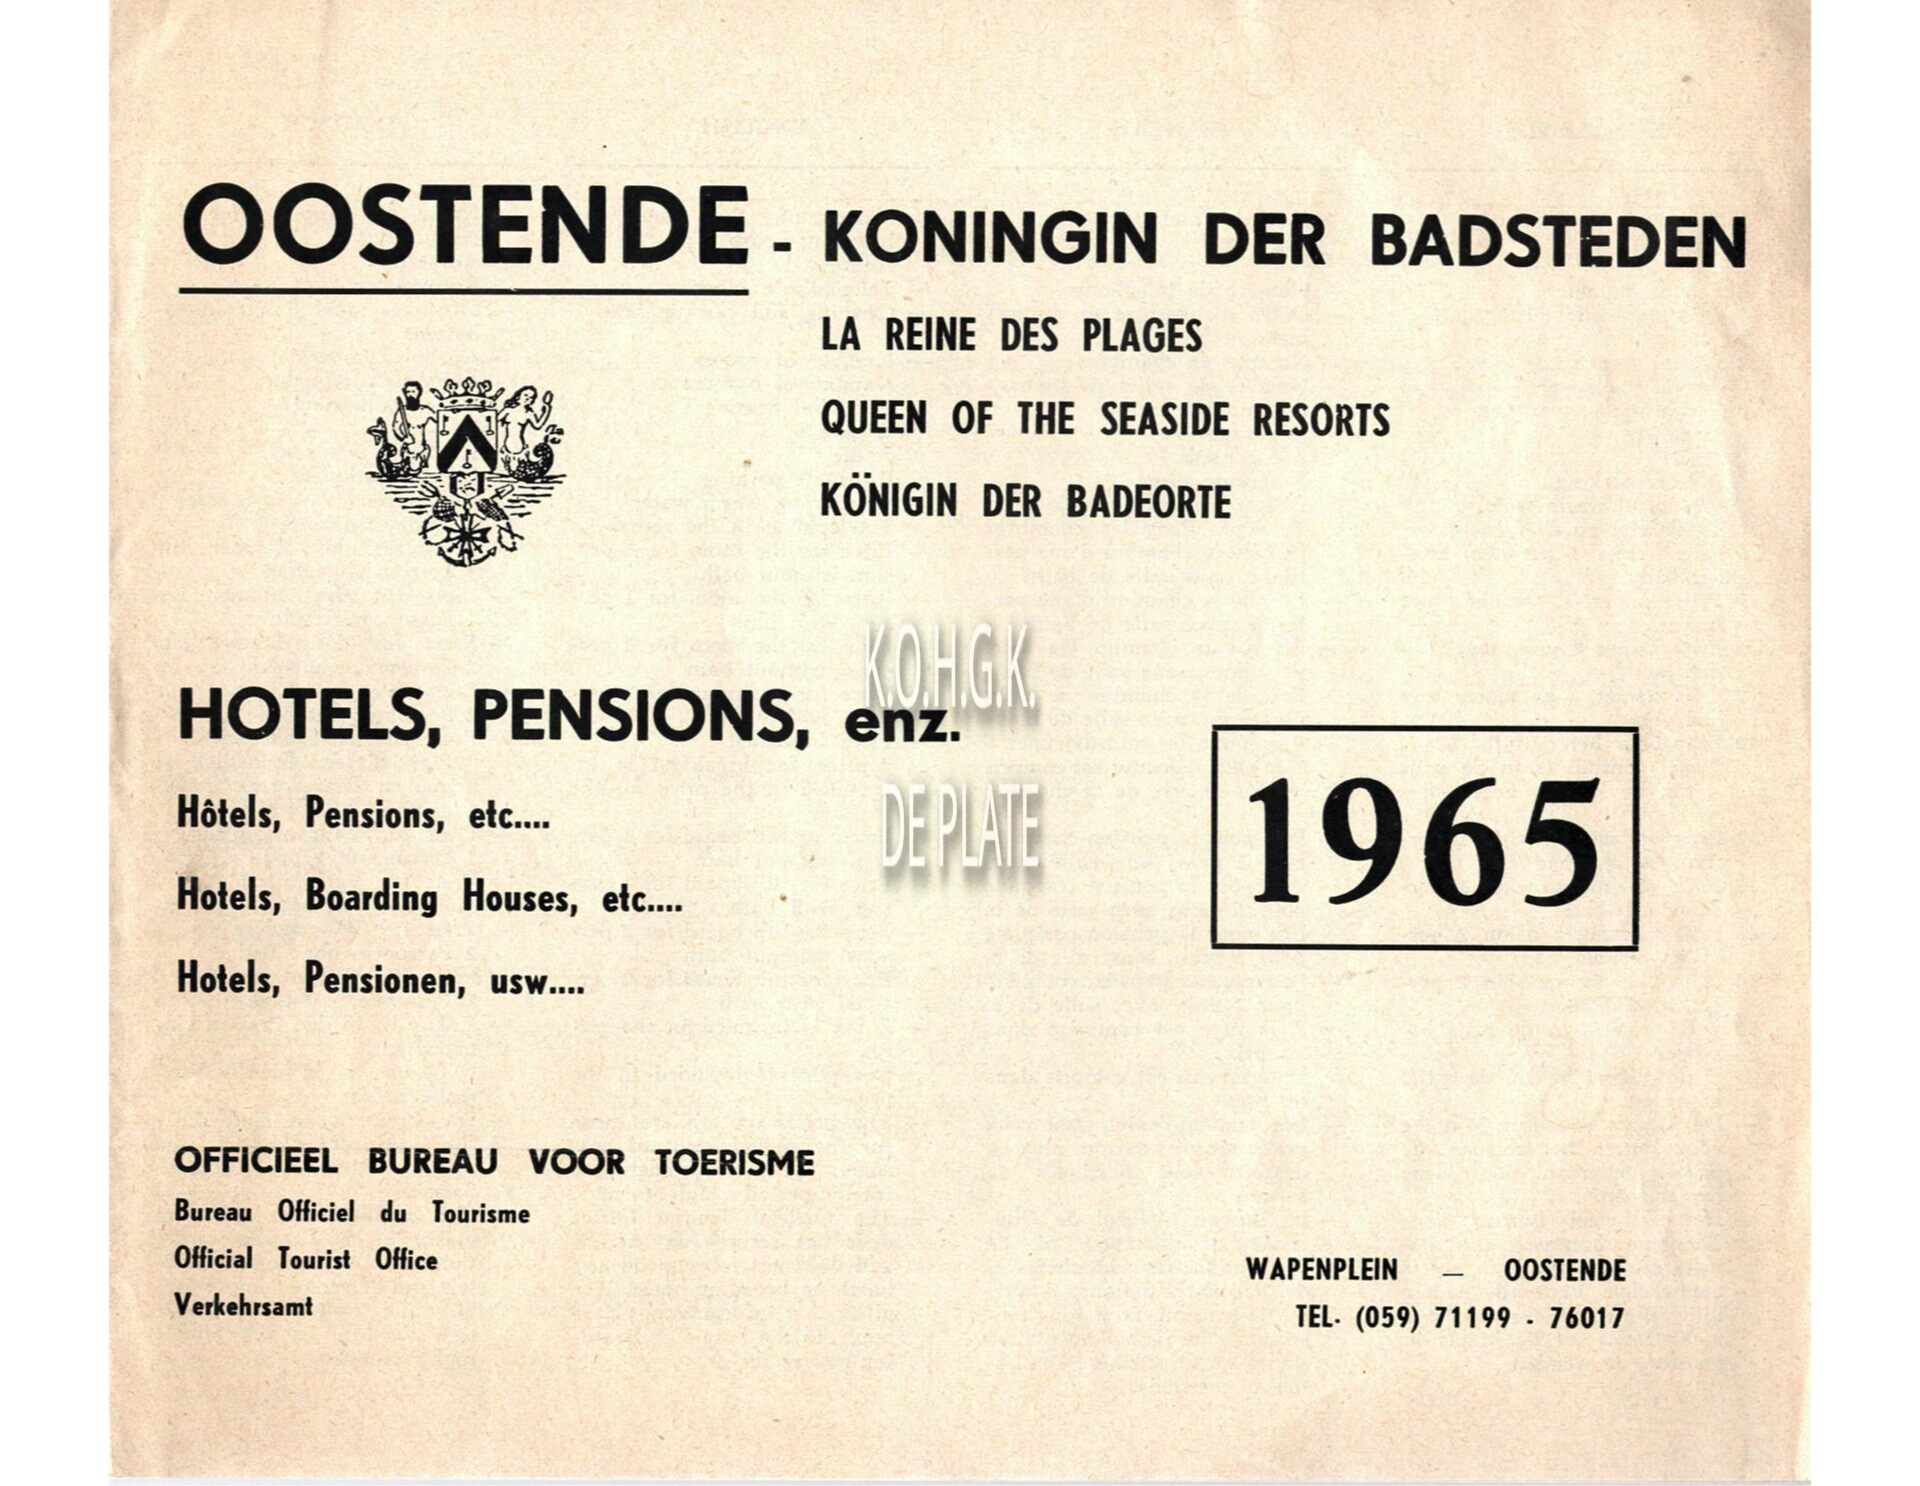 OOSTENDE - KONINGIN DER BADSTEDEN
LA REINE DES PLAGES
QUEEN OF THE SEASIDE RESORTS
KÖNIGIN DER BADEORTE
K.O.H.G.K.
DE PLATE
HOTELS, PENSIONS, enz.
Hôtels, Pensions, etc....
Hotels, Boarding Houses, etc....
Hotels, Pensionen, usw....
1965
OFFICIEEL BUREAU VOOR TOERISME
Bureau Officiel du Tourisme
Official Tourist Office
Verkehrsamt
WAPENPLEIN — OOSTENDE
TEL. (059) 71199 - 76017